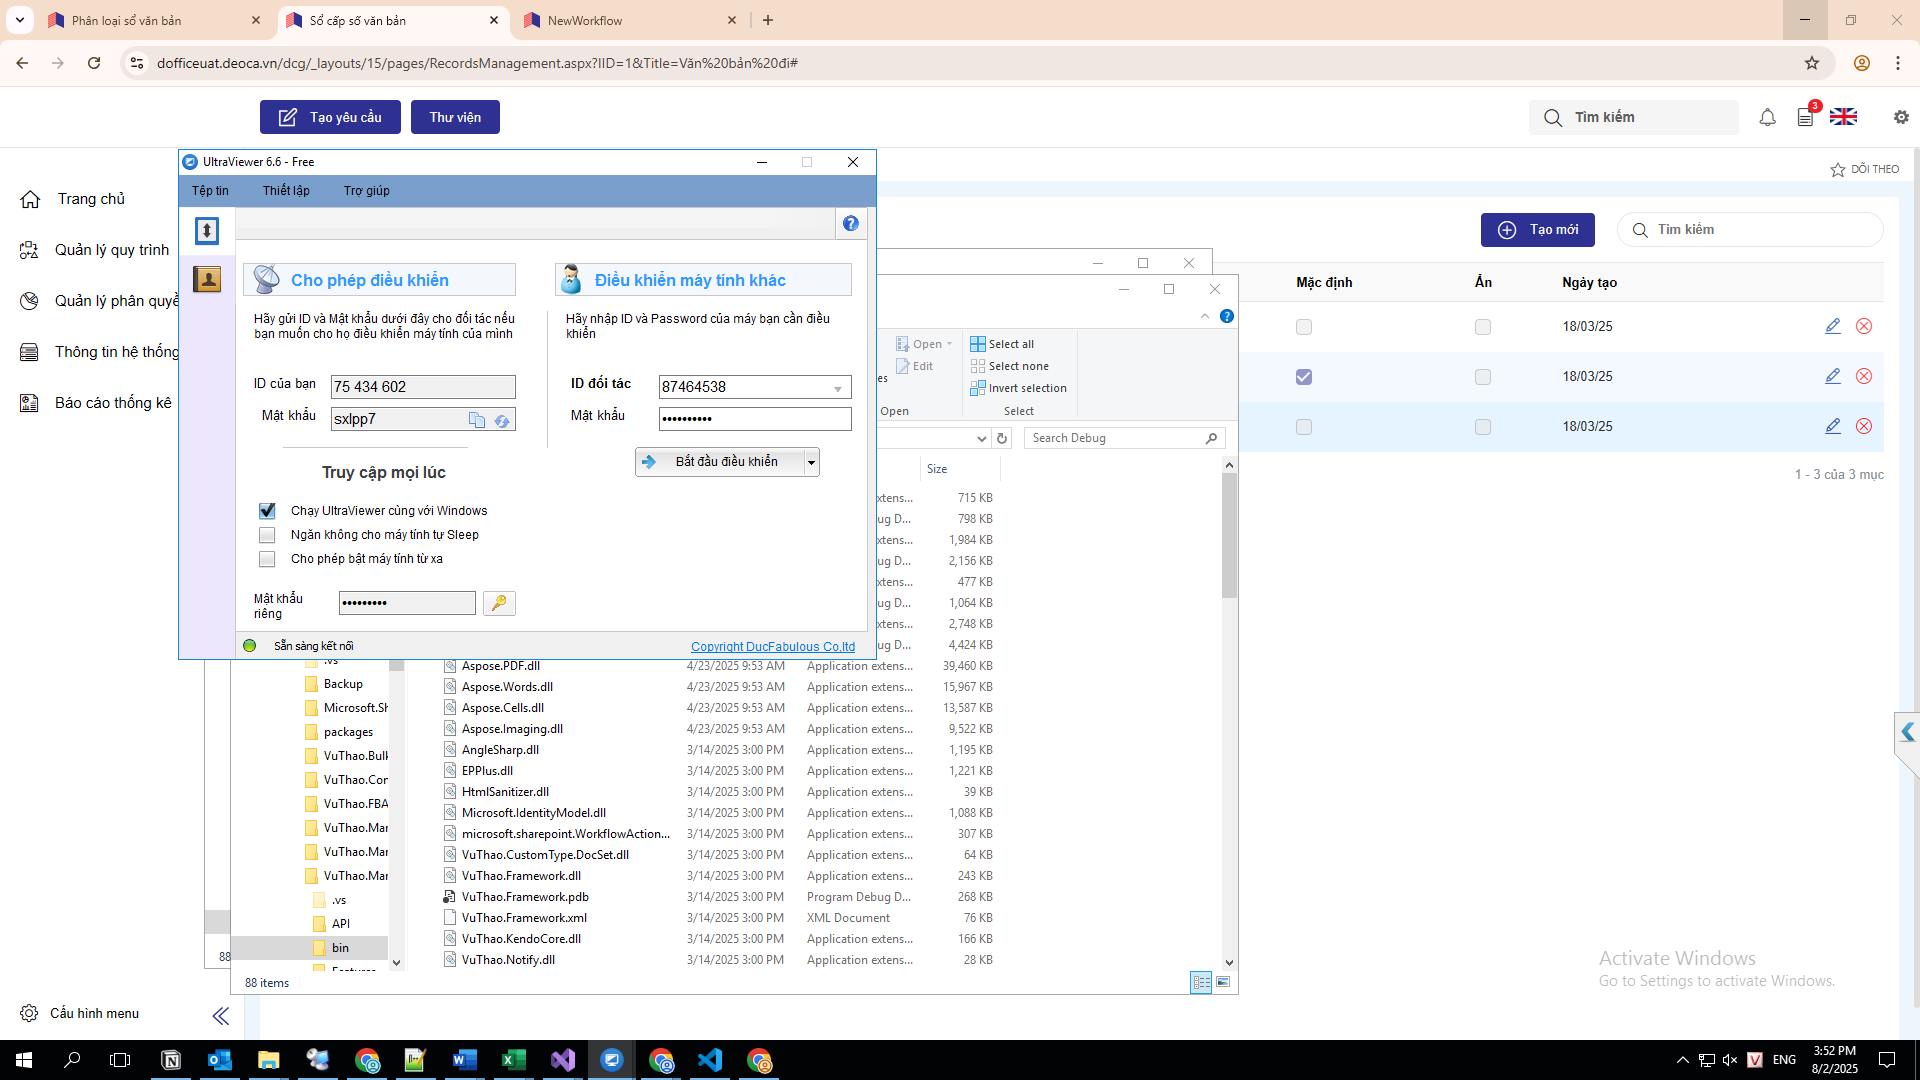 Phân loại sổ văn bản
Sổ cấp số văn bản
NewWorkflow
dofficeuat.deoca.vn/dcg/_layouts/15/pages/RecordsManagement.aspx?IID=1&Title=Văn%20bản%20đi#
Tạo yêu cầu
Thư viện
Tìm kiếm
3
DÕI THEO
Trang chủ
Quản lý quy trình
Quản lý phân quyề
Thông tin hệ thống
Báo cáo thống kê
Cấu hình menu
Tạo mới
Tìm kiếm
Mặc định
Ẩn
Ngày tạo
18/03/25
18/03/25
18/03/25
1 - 3 của 3 mục
UltraViewer 6.6 - Free
Tệp tin
Thiết lập
Trợ giúp
Cho phép điều khiển
Hãy gửi ID và Mật khẩu dưới đây cho đối tác nếu
bạn muốn cho họ điều khiển máy tính của mình
ID của bạn
75 434 602
Mật khẩu
sxlpp7
Truy cập mọi lúc
Chạy UltraViewer cùng với Windows
Ngăn không cho máy tính tự Sleep
Cho phép bật máy tính từ xa
Mật khẩu
riêng
•••••••••
Điều khiển máy tính khác
Hãy nhập ID và Password của máy bạn cần điều
khiển
ID đối tác
87464538
Mật khẩu
••••••••••
Bắt đầu điều khiển
Sẵn sàng kết nối
Copyright DucFabulous Co,ltd
Open
Edit
es
Open
Select all
Select none
Invert selection
Select
Search Debug
Size
xtens... 715 KB
ug D... 798 KB
xtens... 1,984 KB
ug D... 2,156 KB
xtens... 477 KB
ug D... 1,064 KB
xtens... 2,748 KB
ug D... 4,424 KB
Aspose.PDF.dll 4/23/2025 9:53 AM Application extens... 39,460 KB
Aspose.Words.dll 4/23/2025 9:53 AM Application extens... 15,967 KB
Aspose.Cells.dll 4/23/2025 9:53 AM Application extens... 13,587 KB
Aspose.Imaging.dll 4/23/2025 9:53 AM Application extens... 9,522 KB
AngleSharp.dll 3/14/2025 3:00 PM Application extens... 1,195 KB
EPPlus.dll 3/14/2025 3:00 PM Application extens... 1,221 KB
HtmlSanitizer.dll 3/14/2025 3:00 PM Application extens... 39 KB
Microsoft.IdentityModel.dll 3/14/2025 3:00 PM Application extens... 1,088 KB
microsoft.sharepoint.WorkflowAction... 3/14/2025 3:00 PM Application extens... 307 KB
VuThao.CustomType.DocSet.dll 3/14/2025 3:00 PM Application extens... 64 KB
VuThao.Framework.dll 3/14/2025 3:00 PM Application extens... 243 KB
VuThao.Framework.pdb 3/14/2025 3:00 PM Program Debug D... 268 KB
VuThao.Framework.xml 3/14/2025 3:00 PM XML Document 76 KB
VuThao.KendoCore.dll 3/14/2025 3:00 PM Application extens... 166 KB
VuThao.Notify.dll 3/14/2025 3:00 PM Application extens... 28 KB
.vs
Backup
Microsoft.Sh
packages
VuThao.Bulk
VuThao.Con
VuThao.FBA
VuThao.Man
VuThao.Man
VuThao.Man
.vs
API
bin
Features
88
88 items
Activate Windows
Go to Settings to activate Windows.
ENG
3:52 PM
8/2/2025